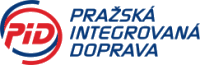 PID
PRAŽSKÁ
INTEGROVANÁ
DOPRAVA